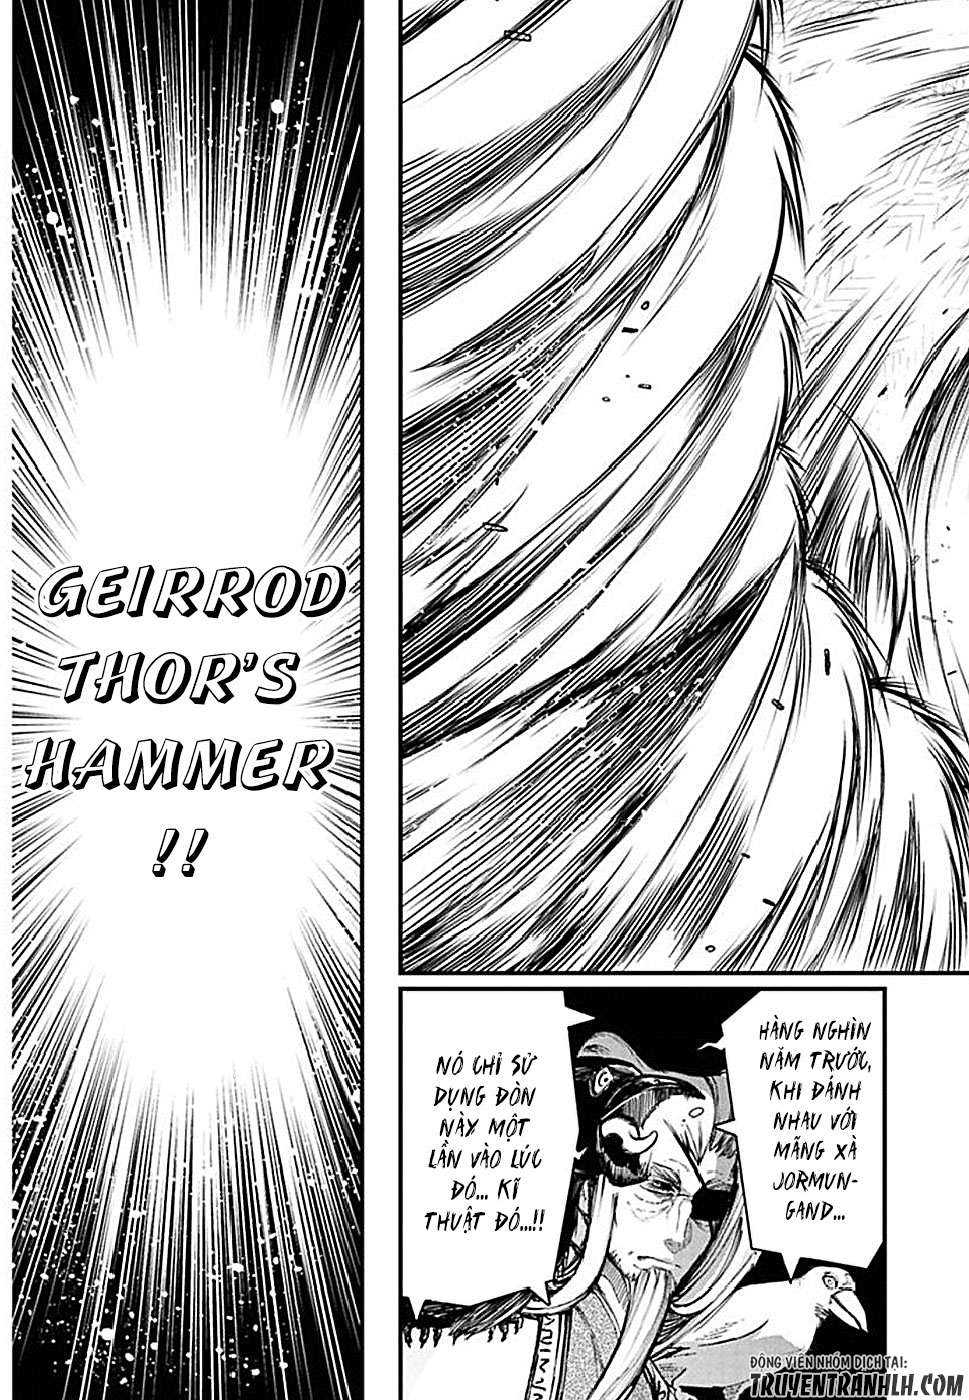 HÀNG NGHÌN
NĂM TRƯỚC,
KHI ĐÁNH
NHAU VỚI
MÃNG XÀ
JORMUN-
GAND...
NÓ CHỈ SỬ
DỤNG ĐÒN
NÀY MỘT
LẦN VÀO LÚC
ĐÓ... KĨ
THUẬT ĐÓ...!!
GEIRROD
THOR'S
HAMMER
!!
ĐỘNG VIÊN NHÓM DỊCH TẠI:
TRUYENTRANHLH.COM